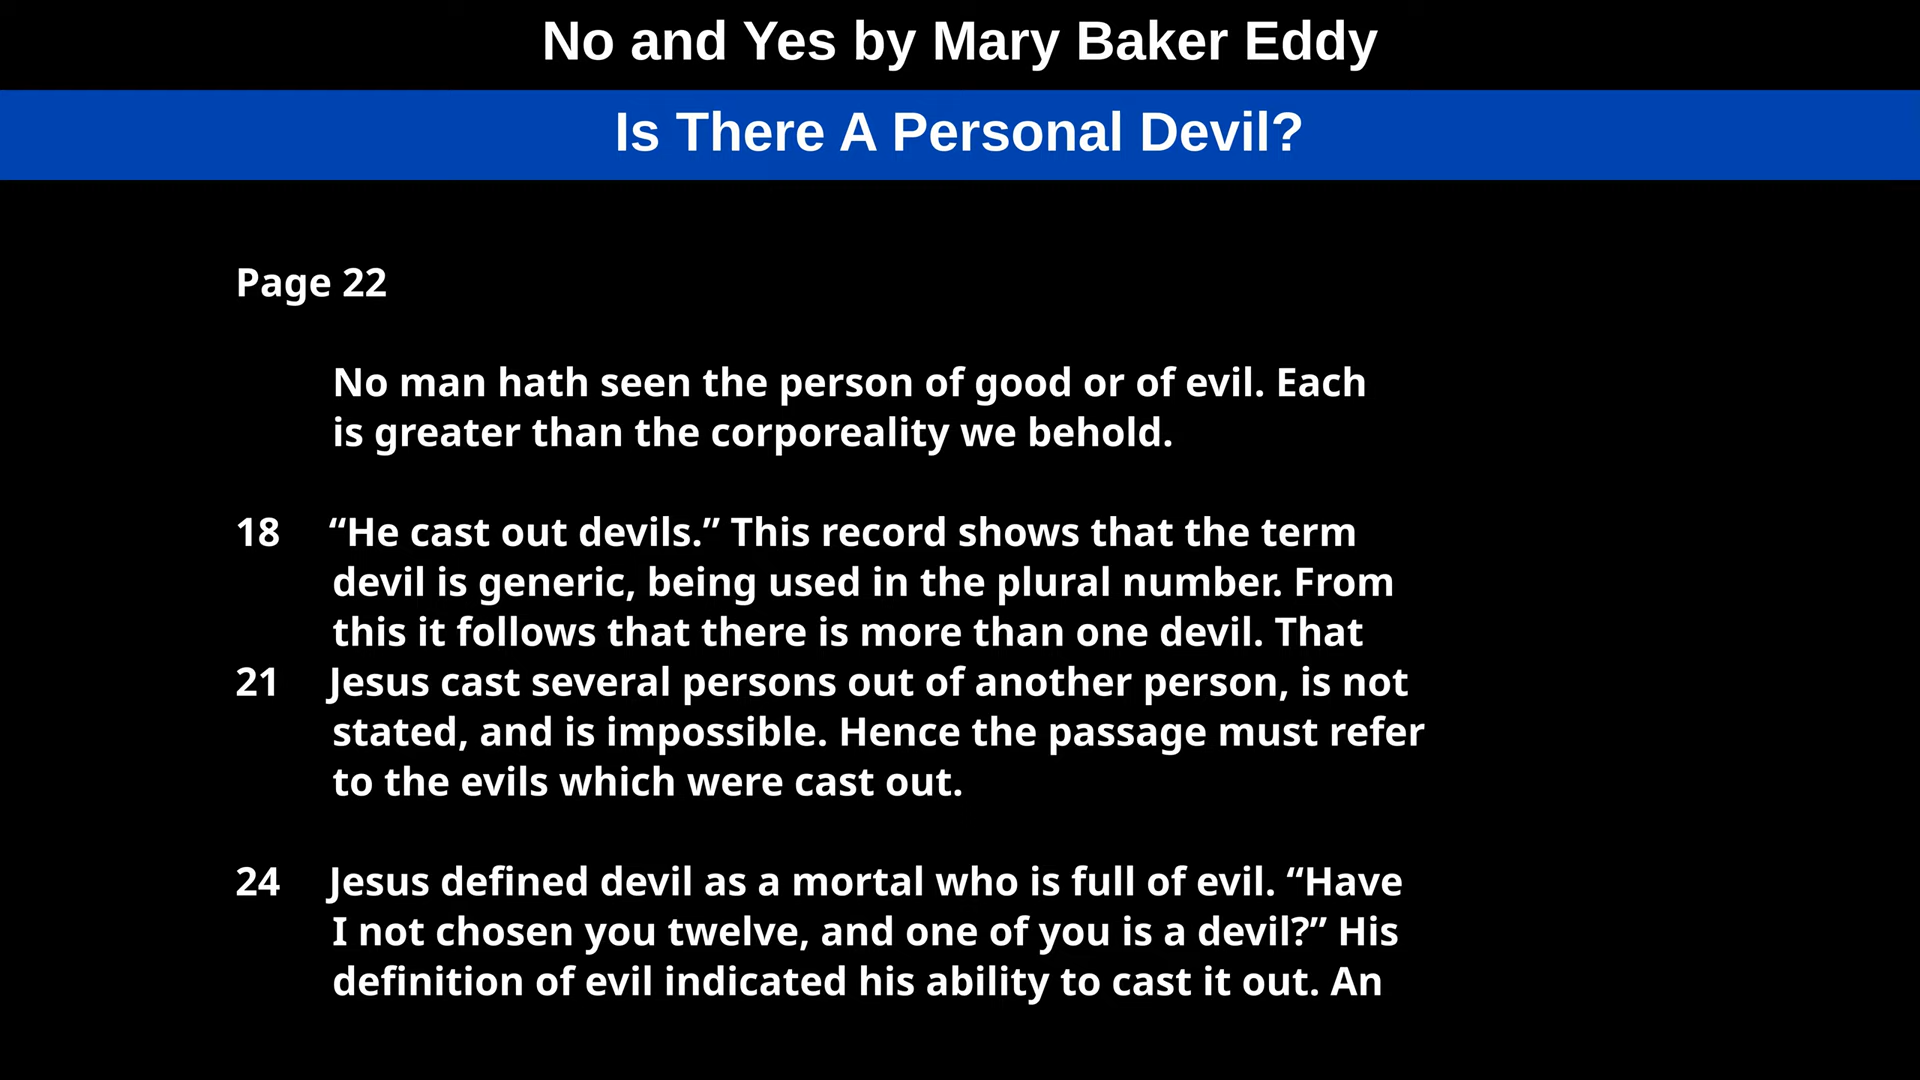 No and Yes by Mary Baker Eddy
Is There A Personal Devil?
Page 22
No man hath seen the person of good or of evil. Each
is greater than the corporeality we behold.
18 “He cast out devils.” This record shows that the term
devil is generic, being used in the plural number. From
this it follows that there is more than one devil. That
21 Jesus cast several persons out of another person, is not
stated, and is impossible. Hence the passage must refer
to the evils which were cast out.
24 Jesus defined devil as a mortal who is full of evil. “Have
I not chosen you twelve, and one of you is a devil?” His
definition of evil indicated his ability to cast it out. An